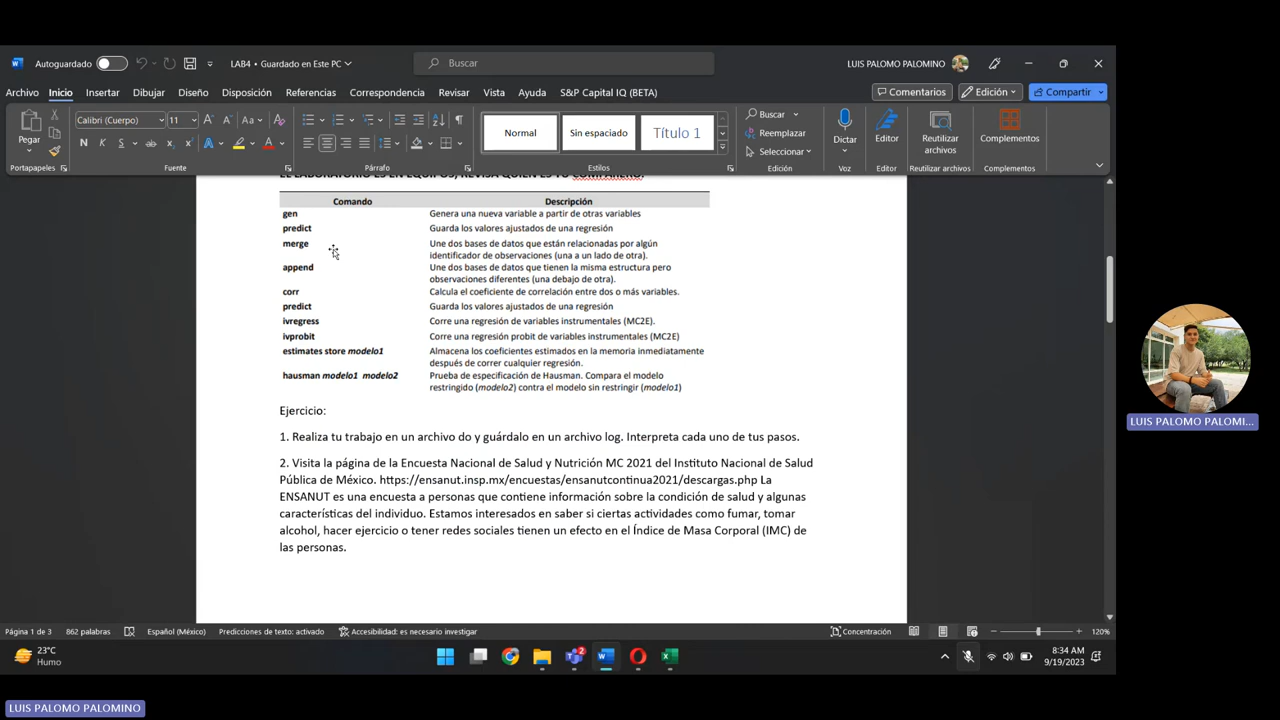 Autoguardado
LAB4 • Guardado en Este PC
Buscar
LUIS PALOMO PALOMINO
Archivo Inicio Insertar Dibujar Diseño Disposición Referencias Correspondencia Revisar Vista Ayuda S&P Capital IQ (BETA) Comentarios Edición Compartir
Calibri (Cuerpo) 11
Pegar
Portapapeles
Fuente
Párrafo
Normal
Sin espaciado
Título 1
Estilos
Buscar
Reemplazar
Seleccionar
Edición
Dictar
Voz
Editor
Editor
Reutilizar archivos
Reutilizar archivos
Complementos
Complementos
EL LABORATORIO ES EN EQUIPOS, REVISA QUIEN ES TU COMPAÑERO.
Comando Descripción
gen Genera una nueva variable a partir de otras variables
predict Guarda los valores ajustados de una regresión
merge Une dos bases de datos que están relacionadas por algún
identificador de observaciones (una a un lado de otra).
append Une dos bases de datos que tienen la misma estructura pero
observaciones diferentes (una debajo de otra).
corr Calcula el coeficiente de correlación entre dos o más variables.
predict Guarda los valores ajustados de una regresión
ivregress Corre una regresión de variables instrumentales (MC2E).
ivprobit Corre una regresión probit de variables instrumentales (MC2E)
estimates store modelo1 Almacena los coeficientes estimados en la memoria inmediatamente
después de correr cualquier regresión.
hausman modelo1 modelo2 Prueba de especificación de Hausman. Compara el modelo
restringido (modelo2) contra el modelo sin restringir (modelo1)
Ejercicio:
1. Realiza tu trabajo en un archivo do y guárdalo en un archivo log. Interpreta cada uno de tus pasos.
2. Visita la página de la Encuesta Nacional de Salud y Nutrición MC 2021 del Instituto Nacional de Salud
Pública de México. https://ensanut.insp.mx/encuestas/ensanutcontinua2021/descargas.php La
ENSANUT es una encuesta a personas que contiene información sobre la condición de salud y algunas
características del individuo. Estamos interesados en saber si ciertas actividades como fumar, tomar
alcohol, hacer ejercicio o tener redes sociales tienen un efecto en el Índice de Masa Corporal (IMC) de
las personas.
Página 1 de 3 862 palabras Español (México) Predicciones de texto: activado Accesibilidad: es necesario investigar Concentración 120%
23°C
Humo
2
8:34 AM
9/19/2023
LUIS PALOMO PALOMI...
LUIS PALOMO PALOMINO